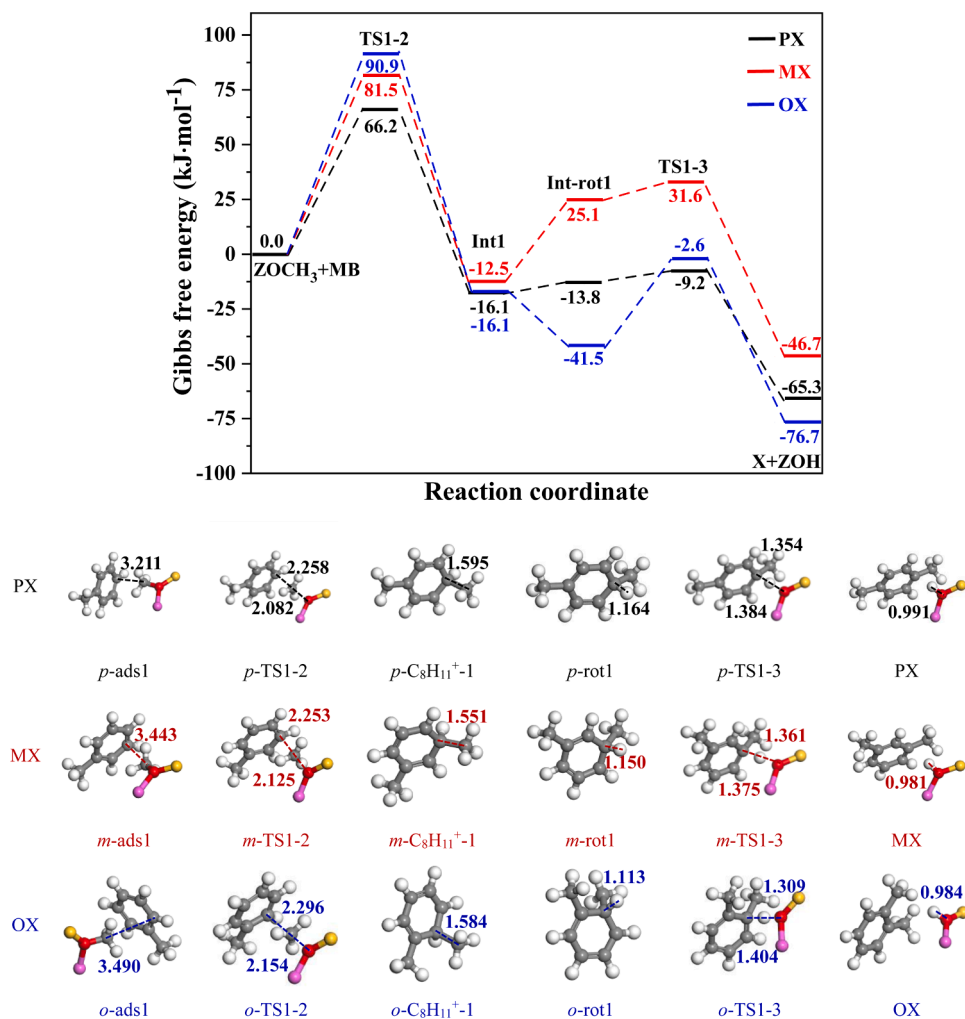 Gibbs free energy (kJ·mol⁻¹)
100
75
50
25
0
-25
-50
-75
-100
TS1-2
90.9
81.5
66.2
PX
MX
OX
0.0
ZOCH₃+MB
Int1
-12.5
-16.1
-16.1
Int-rot1
25.1
-13.8
-41.5
TS1-3
31.6
-2.6
-9.2
-46.7
-65.3
-76.7
X+ZOH
Reaction coordinate
PX
3.211
2.258
2.082
1.595
1.164
1.354
1.384
0.991
p-ads1 p-TS1-2 p-C₈H₁₁⁺-1 p-rot1 p-TS1-3 PX
MX
3.443
2.253
2.125
1.551
1.150
1.361
1.375
0.981
m-ads1 m-TS1-2 m-C₈H₁₁⁺-1 m-rot1 m-TS1-3 MX
OX
3.490
2.296
2.154
1.584
1.113
1.309
1.404
0.984
o-ads1 o-TS1-2 o-C₈H₁₁⁺-1 o-rot1 o-TS1-3 OX